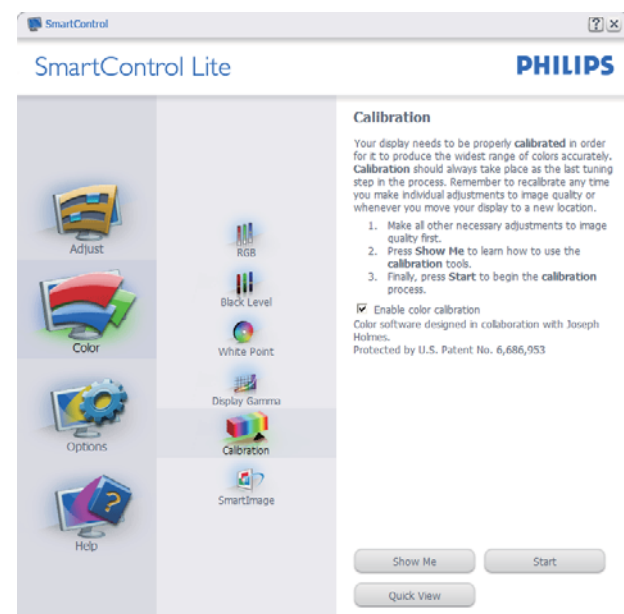 SmartControl
SmartControl Lite
PHILIPS
Adjust
Color
Options
Help
RGB
Black Level
White Point
Display Gamma
Calibration
SmartImage
Calibration
Your display needs to be properly calibrated in order
for it to produce the widest range of colors accurately.
Calibration should always take place as the last tuning
step in the process. Remember to recalibrate any time
you make individual adjustments to image quality or
whenever you move your display to a new location.
1. Make all other necessary adjustments to image
quality first.
2. Press Show Me to learn how to use the
calibration tools.
3. Finally, press Start to begin the calibration
process.
Enable color calibration
Color software designed in collaboration with Joseph
Holmes.
Protected by U.S. Patent No. 6,686,953
Show Me
Start
Quick View